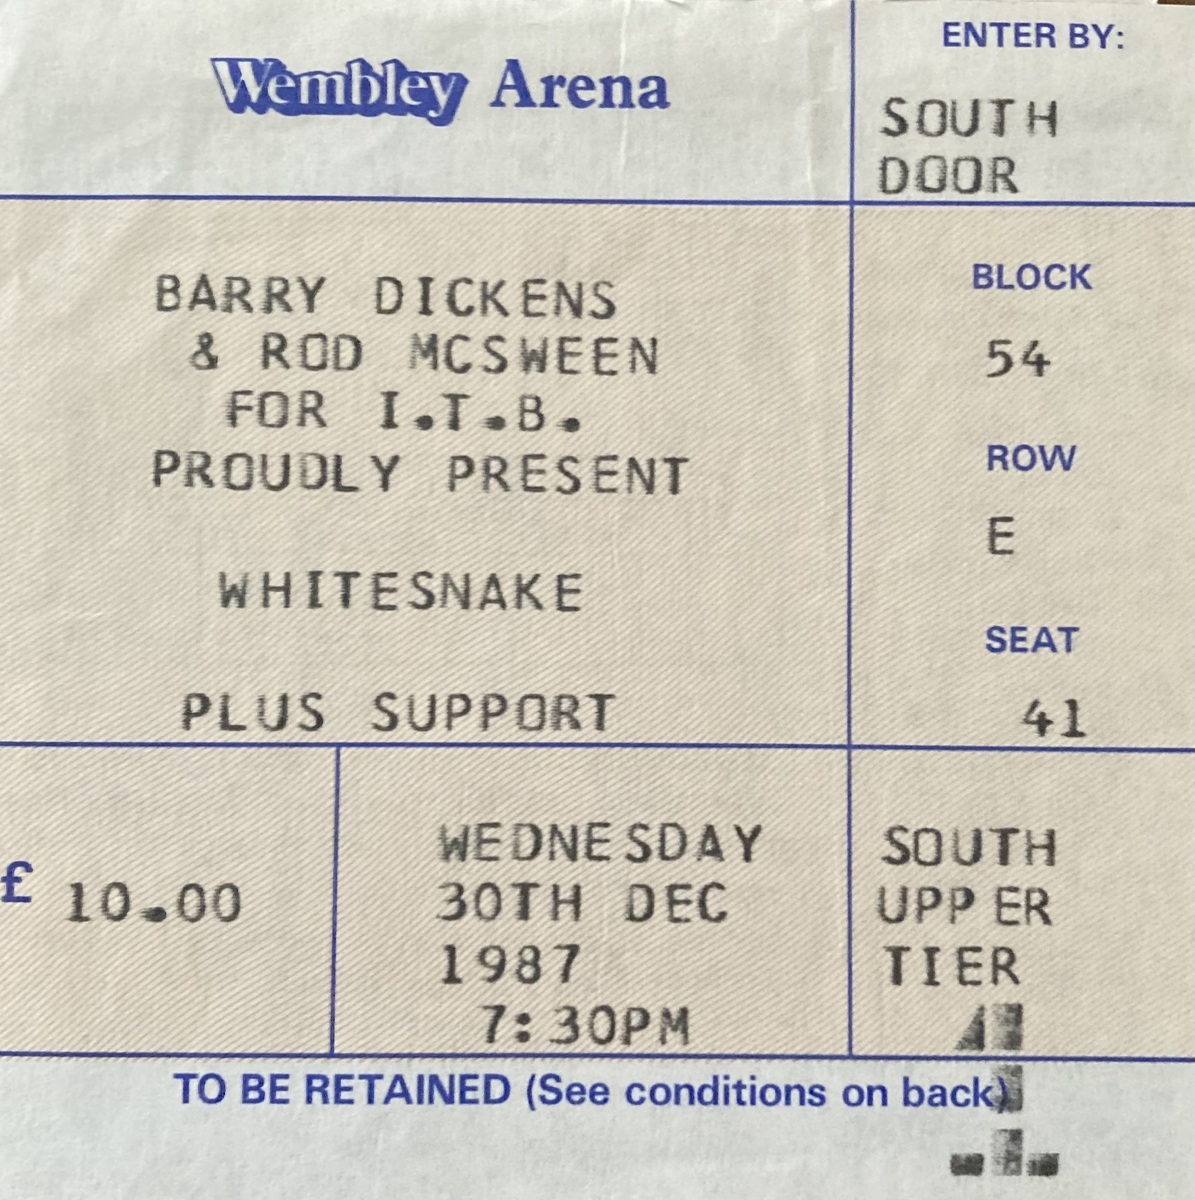 Wembley Arena
ENTER BY:
SOUTH
DOOR
BARRY DICKENS
& ROD MCSWEEN
FOR I.T.B.
PROUDLY PRESENT
WHITESNAKE
PLUS SUPPORT
BLOCK
54
ROW
E
SEAT
41
£ 10.00
WEDNESDAY
30TH DEC
1987
7:30PM
SOUTH
UPPER
TIER
TO BE RETAINED (See conditions on back)